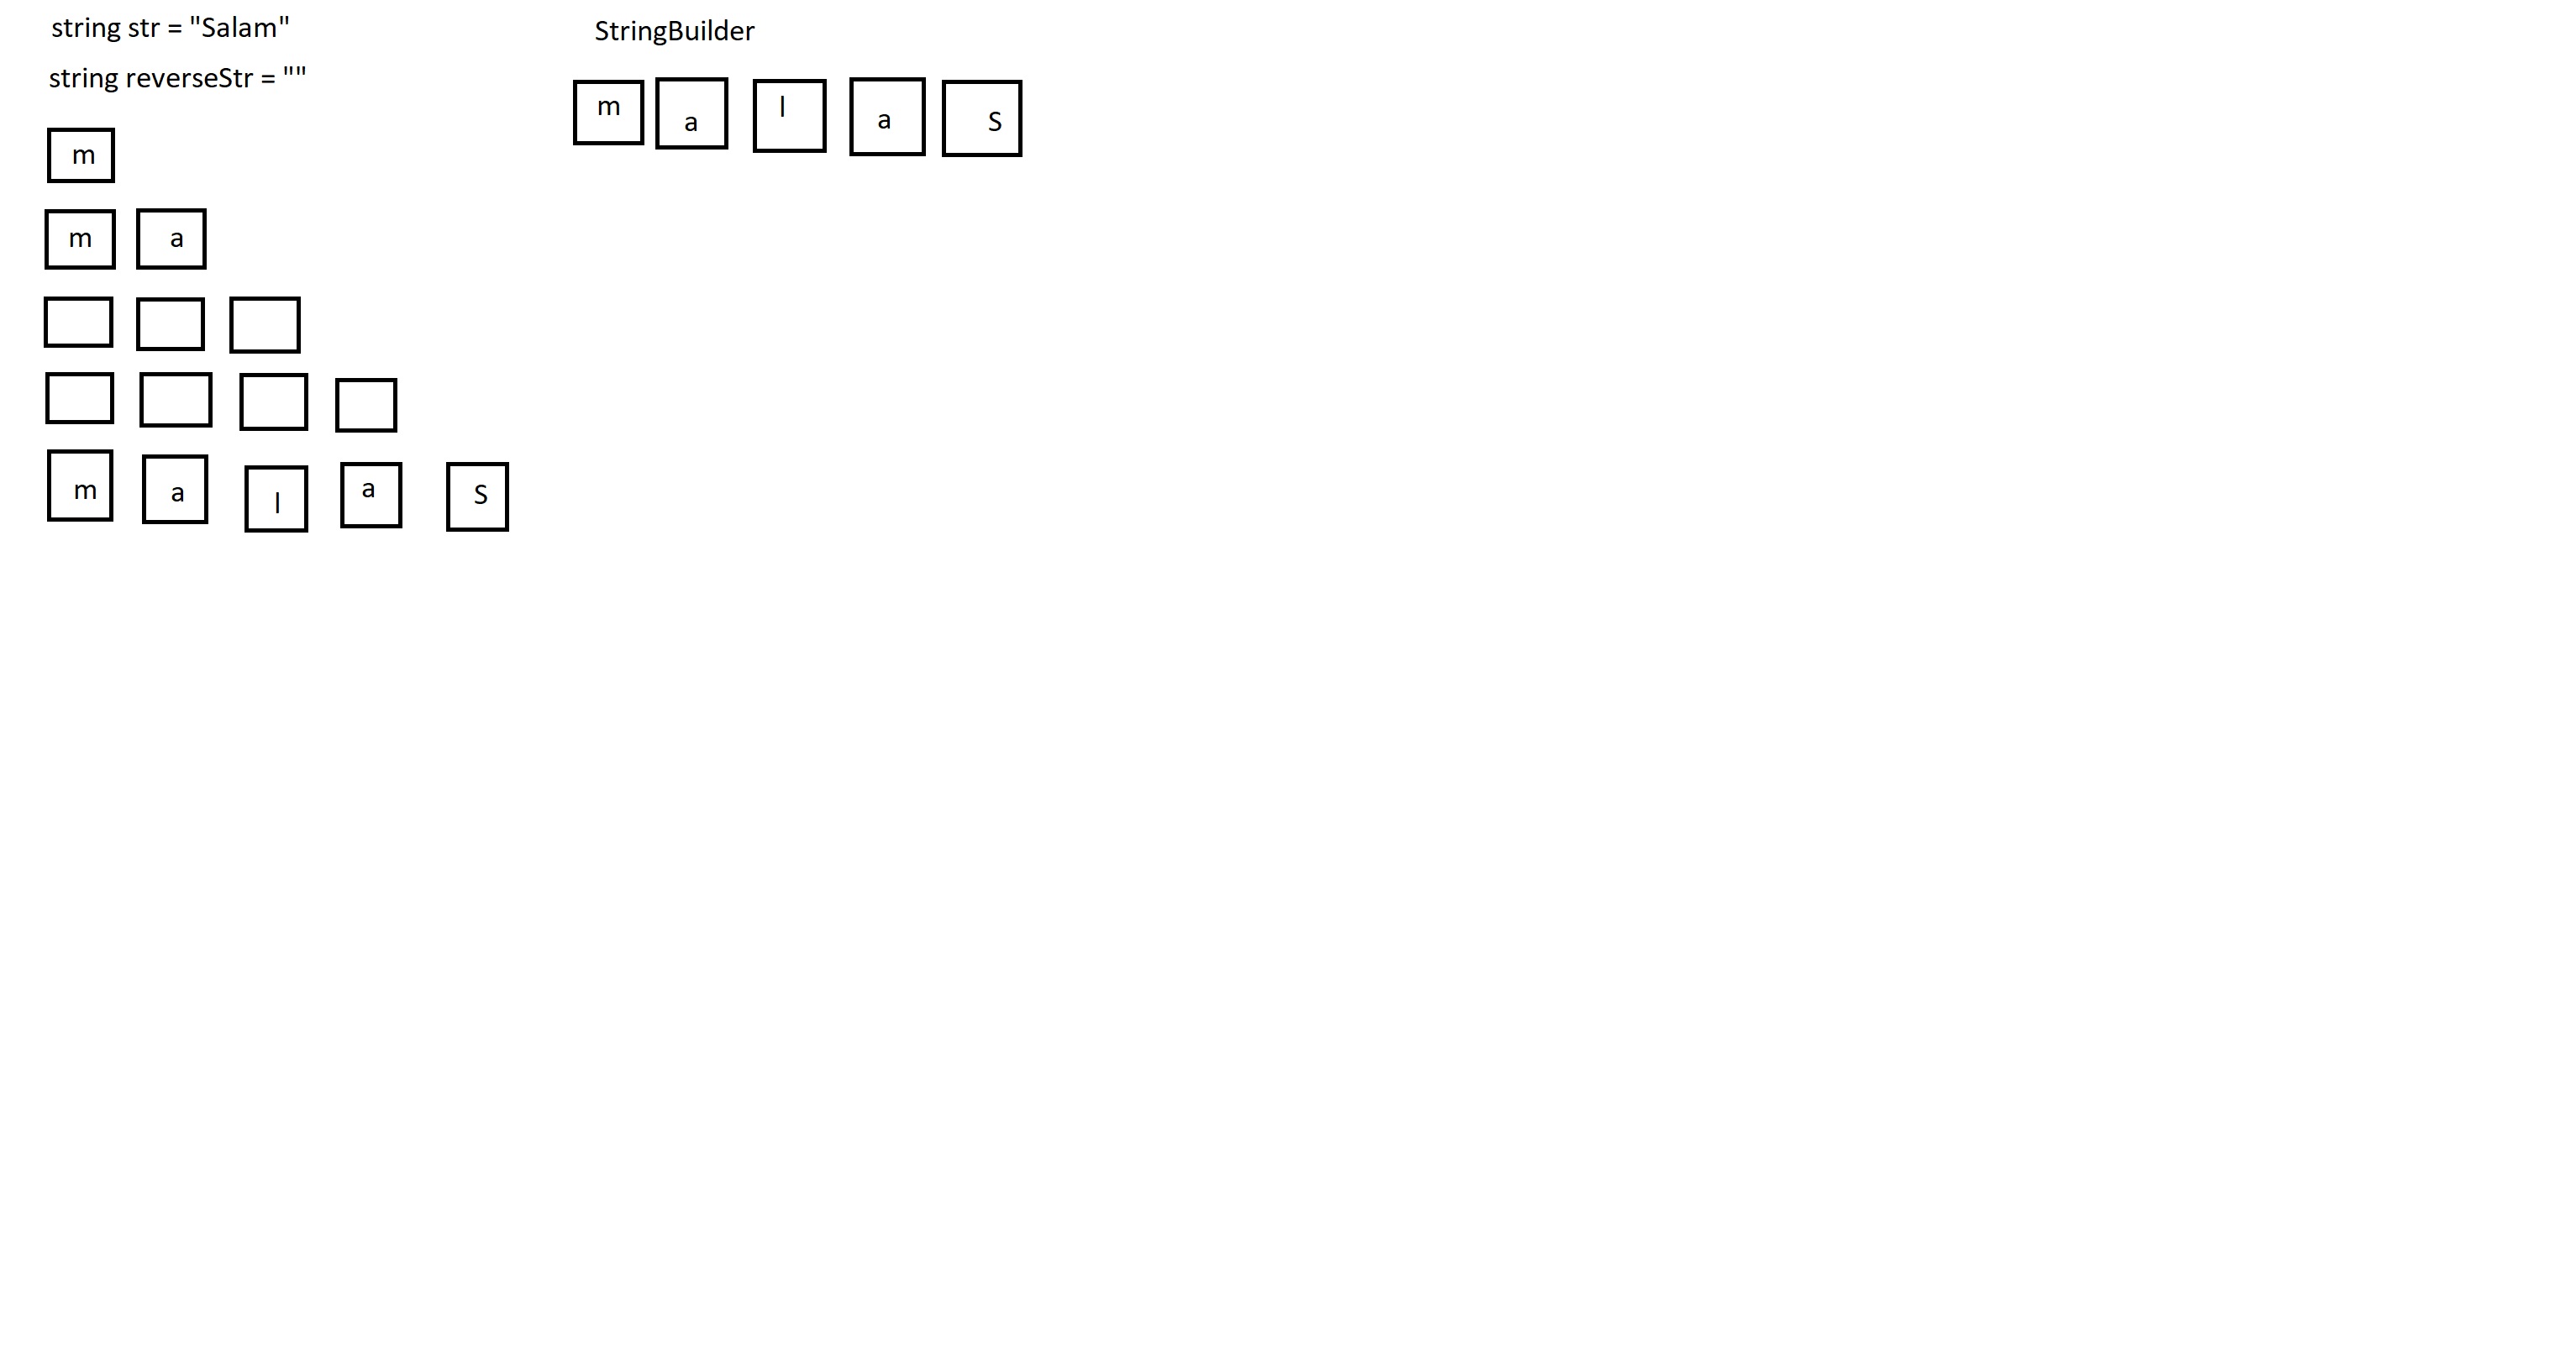 string str = "Salam"
string reverseStr = ""
m
m a
m a l a S
StringBuilder
m a l a S